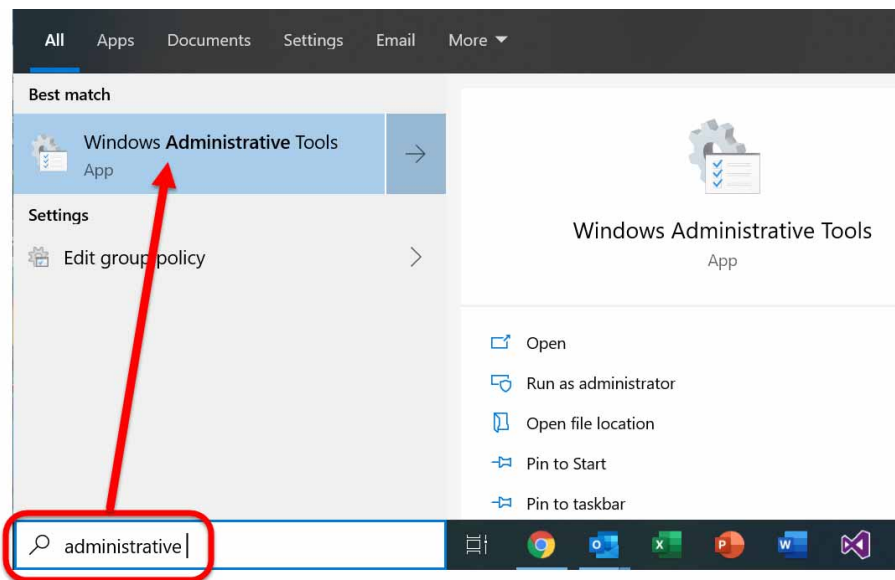 All Apps Documents Settings Email More
Best match
Windows Administrative Tools
App
Settings
Edit group policy
Windows Administrative Tools
App
Open
Run as administrator
Open file location
Pin to Start
Pin to taskbar
administrative